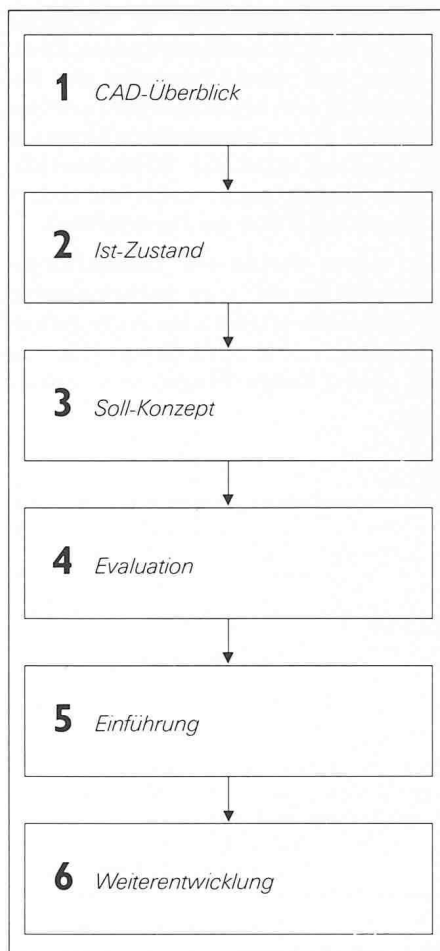 1 CAD-Überblick
2 Ist-Zustand
3 Soll-Konzept
4 Evaluation
5 Einführung
6 Weiterentwicklung